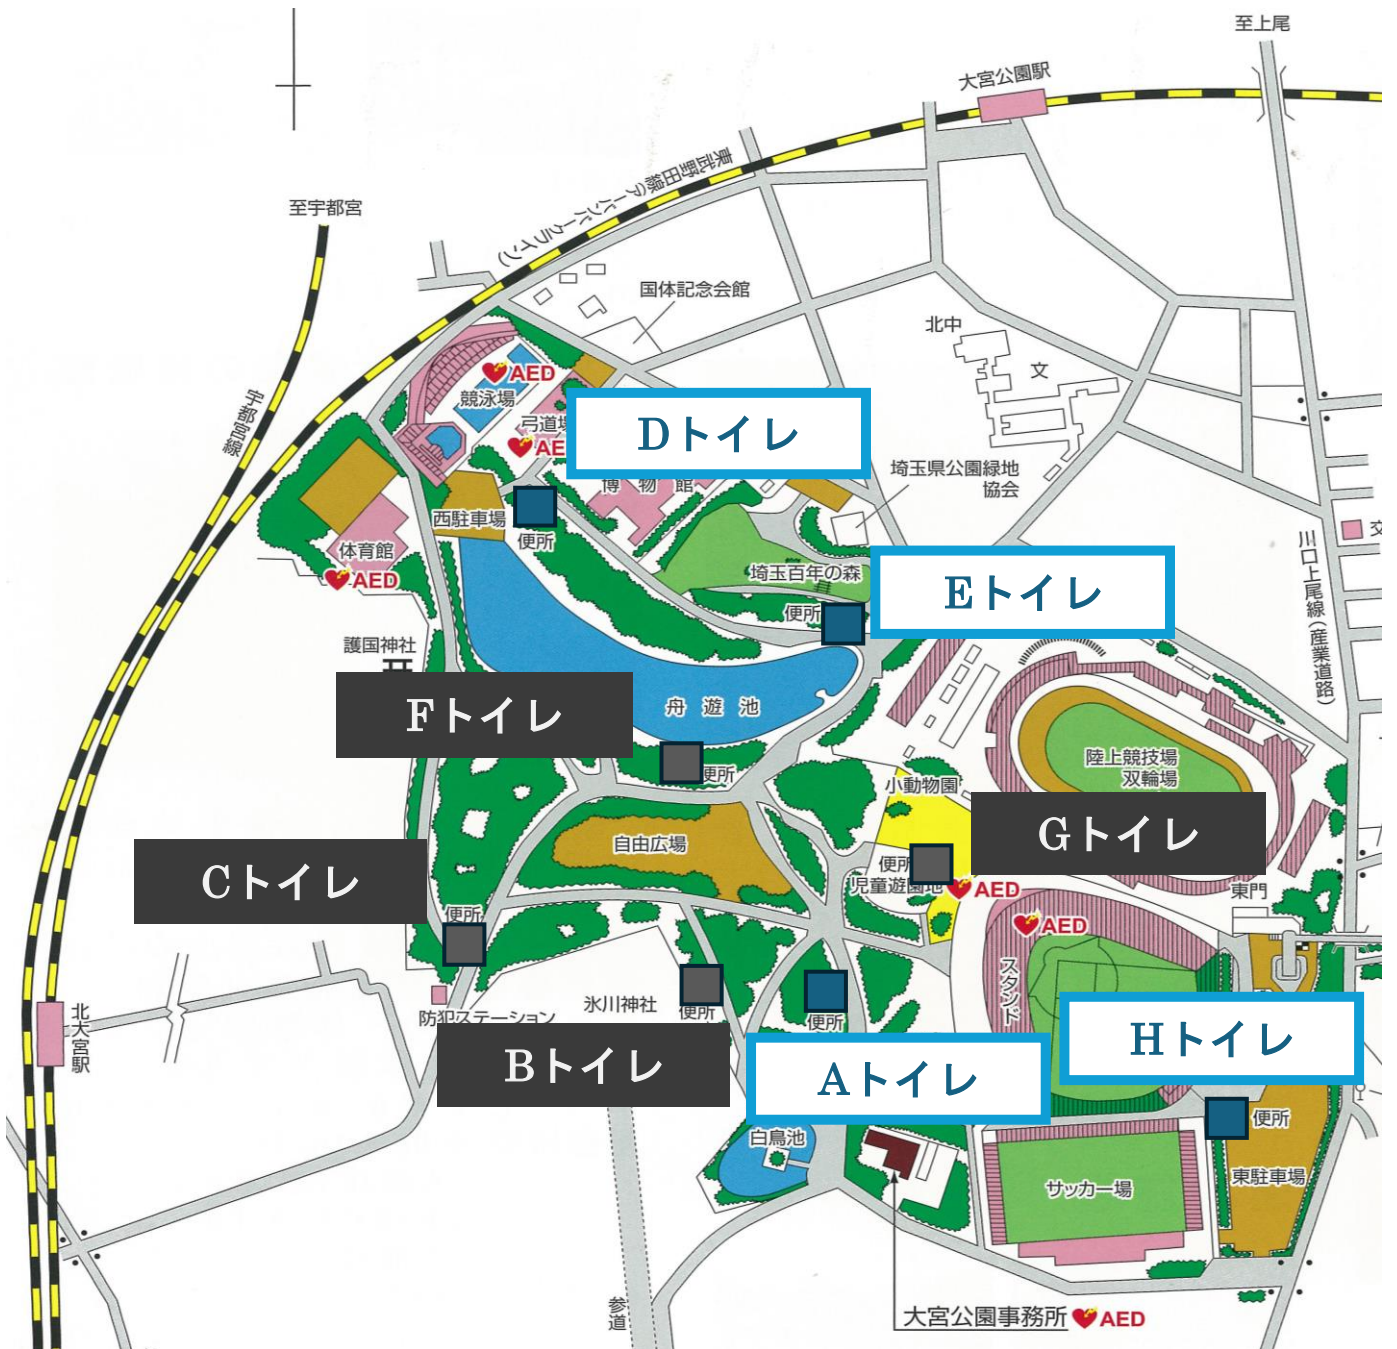 至上尾
大宮公園駅
東武野田線(アーバンパークライン)
至宇都宮
国体記念会館
北中
文
宇都宮線
AED
競泳場
弓道場
AE
Dトイレ
博物館
埼玉県公園緑地
協会
西駐車場
便所
体育館
AED
埼玉百年の森
Eトイレ
便所
川口上尾線(産業道路)
交
護国神社
Fトイレ
舟遊池
便所
陸上競技場
双輪場
小動物園
Gトイレ
自由広場
Cトイレ
便所
児童遊園地
AED
東門
便所
AED
スタンド
氷川神社
便所
防犯ステーション
便所
北大宮駅
Bトイレ
Aトイレ
Hトイレ
便所
白鳥池
サッカー場
東駐車場
参道
大宮公園事務所
AED